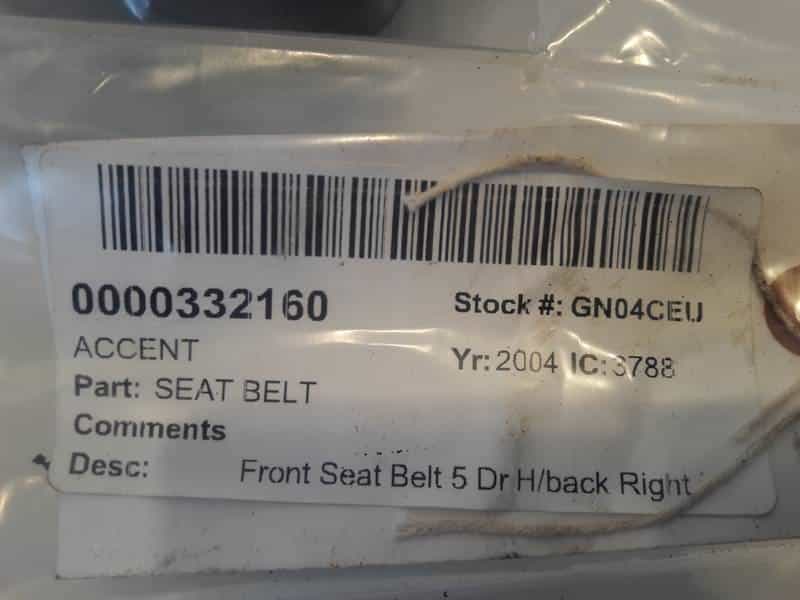 0000332160 Stock #: GN04CEU
ACCENT Yr: 2004 IC: 3788
Part: SEAT BELT
Comments
Desc: Front Seat Belt 5 Dr H/back Right